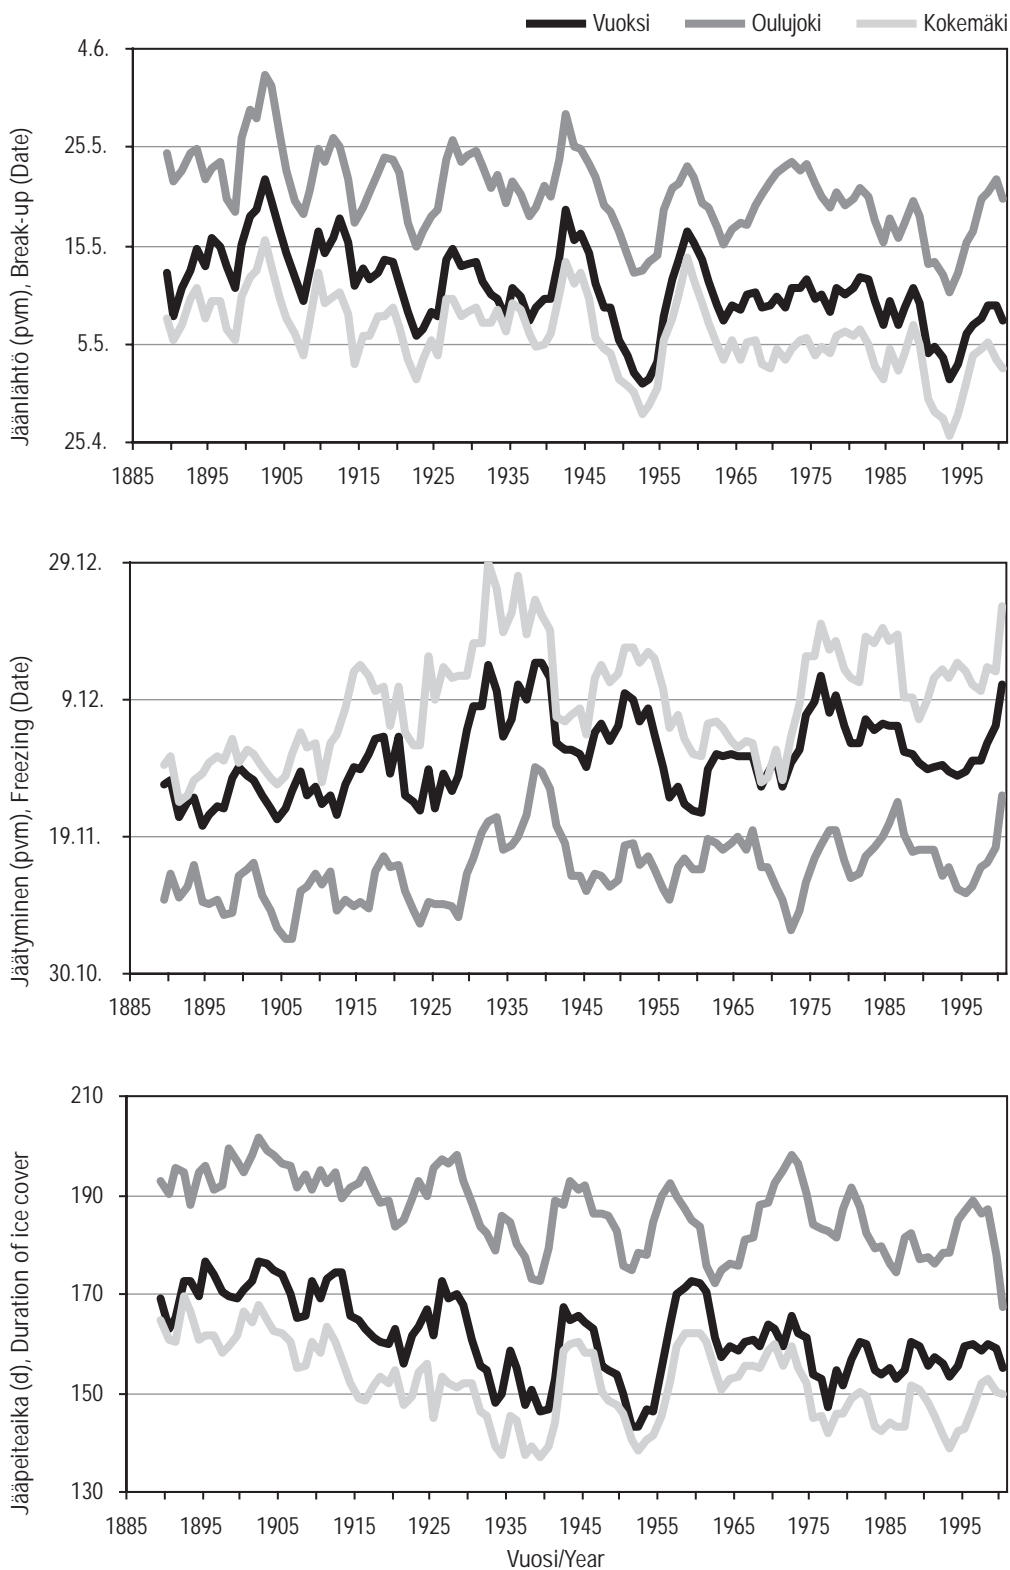 Vuoksi Oulujoki Kokemäki
Jäänlähtö (pvm), Break-up (Date)
4.6.
25.5.
15.5.
5.5.
25.4.
1885 1895 1905 1915 1925 1935 1945 1955 1965 1975 1985 1995
Jäätyminen (pvm), Freezing (Date)
29.12.
9.12.
19.11.
30.10.
1885 1895 1905 1915 1925 1935 1945 1955 1965 1975 1985 1995
Jääpeiteaika (d), Duration of ice cover
210
190
170
150
130
1885 1895 1905 1915 1925 1935 1945 1955 1965 1975 1985 1995
Vuosi/Year